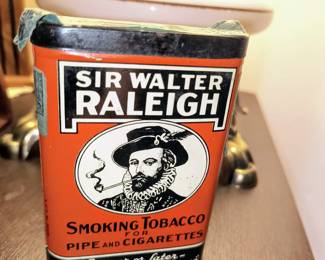 SIR WALTER
RALEIGH
SMOKING TOBACCO
FOR
PIPE AND CIGARETTES